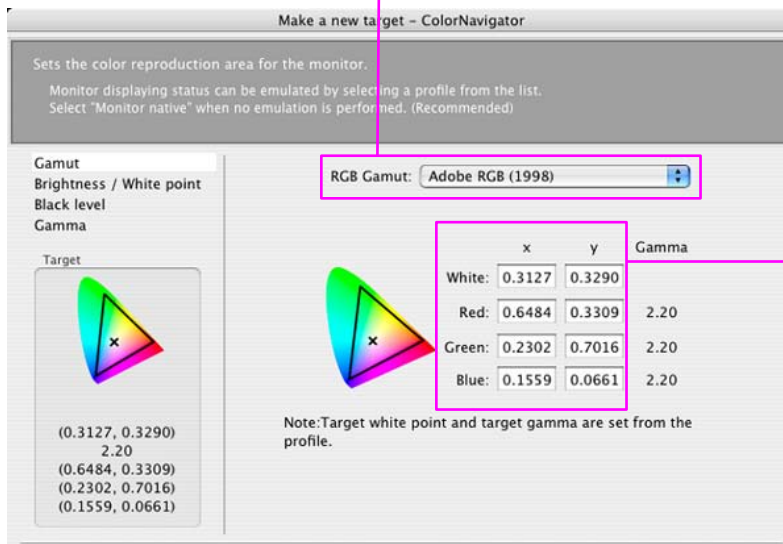 Make a new target – ColorNavigator
Sets the color reproduction area for the monitor.
Monitor displaying status can be emulated by selecting a profile from the list.
Select "Monitor native" when no emulation is performed. (Recommended)
Gamut
Brightness / White point
Black level
Gamma
Target
(0.3127, 0.3290)
2.20
(0.6484, 0.3309)
(0.2302, 0.7016)
(0.1559, 0.0661)
RGB Gamut: Adobe RGB (1998)
x y Gamma
White: 0.3127 0.3290
Red: 0.6484 0.3309 2.20
Green: 0.2302 0.7016 2.20
Blue: 0.1559 0.0661 2.20
Note:Target white point and target gamma are set from the
profile.